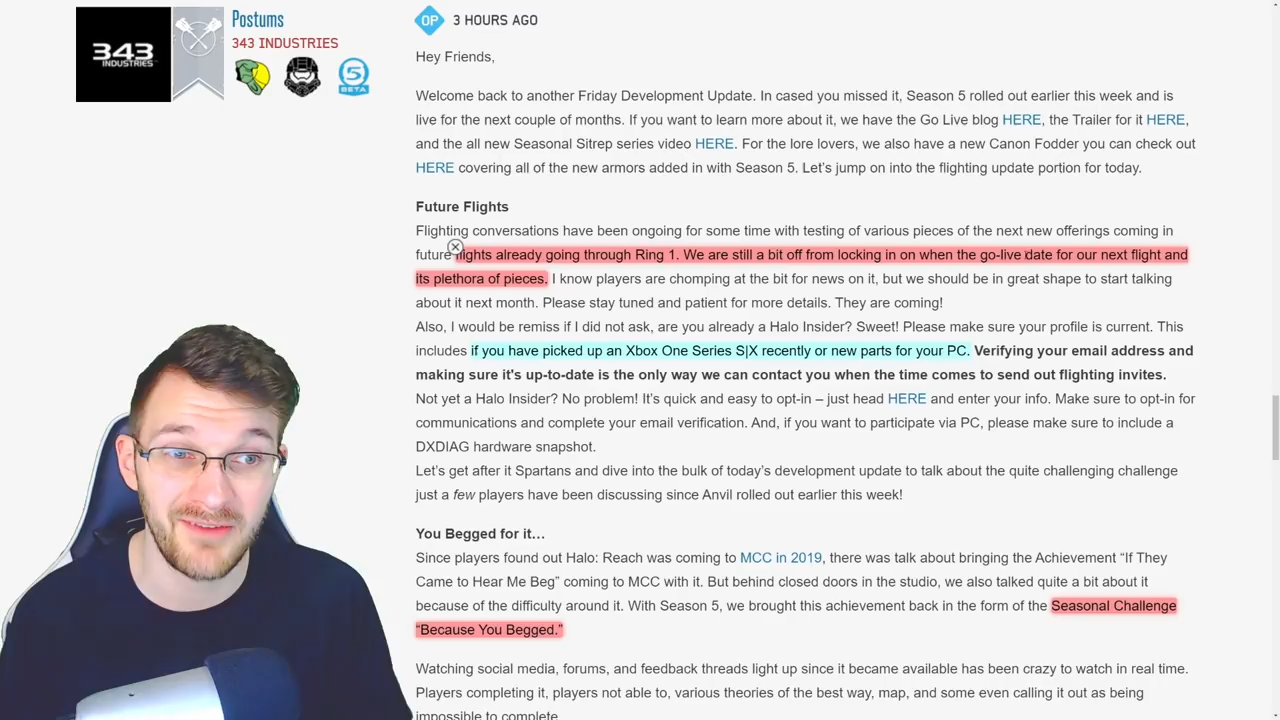 Postums
343 INDUSTRIES
343
INDUSTRIES
5
BETA
OP 3 HOURS AGO
Hey Friends,
Welcome back to another Friday Development Update. In cased you missed it, Season 5 rolled out earlier this week and is
live for the next couple of months. If you want to learn more about it, we have the Go Live blog HERE, the Trailer for it HERE,
and the all new Seasonal Sitrep series video HERE. For the lore lovers, we also have a new Canon Fodder you can check out
HERE covering all of the new armors added in with Season 5. Let's jump on into the flighting update portion for today.
Future Flights
Flighting conversations have been ongoing for some time with testing of various pieces of the next new offerings coming in
future flights already going through Ring 1. We are still a bit off from locking in on when the go-live date for our next flight and
its plethora of pieces. I know players are chomping at the bit for news on it, but we should be in great shape to start talking
about it next month. Please stay tuned and patient for more details. They are coming!
Also, I would be remiss if I did not ask, are you already a Halo Insider? Sweet! Please make sure your profile is current. This
includes if you have picked up an Xbox One Series S|X recently or new parts for your PC. Verifying your email address and
making sure it's up-to-date is the only way we can contact you when the time comes to send out flighting invites.
Not yet a Halo Insider? No problem! It's quick and easy to opt-in – just head HERE and enter your info. Make sure to opt-in for
communications and complete your email verification. And, if you want to participate via PC, please make sure to include a
DXDIAG hardware snapshot.
Let's get after it Spartans and dive into the bulk of today's development update to talk about the quite challenging challenge
just a few players have been discussing since Anvil rolled out earlier this week!
You Begged for it…
Since players found out Halo: Reach was coming to MCC in 2019, there was talk about bringing the Achievement “If They
Came to Hear Me Beg” coming to MCC with it. But behind closed doors in the studio, we also talked quite a bit about it
because of the difficulty around it. With Season 5, we brought this achievement back in the form of the Seasonal Challenge
“Because You Begged.”
Watching social media, forums, and feedback threads light up since it became available has been crazy to watch in real time.
Players completing it, players not able to, various theories of the best way, map, and some even calling it out as being
impossible to complete